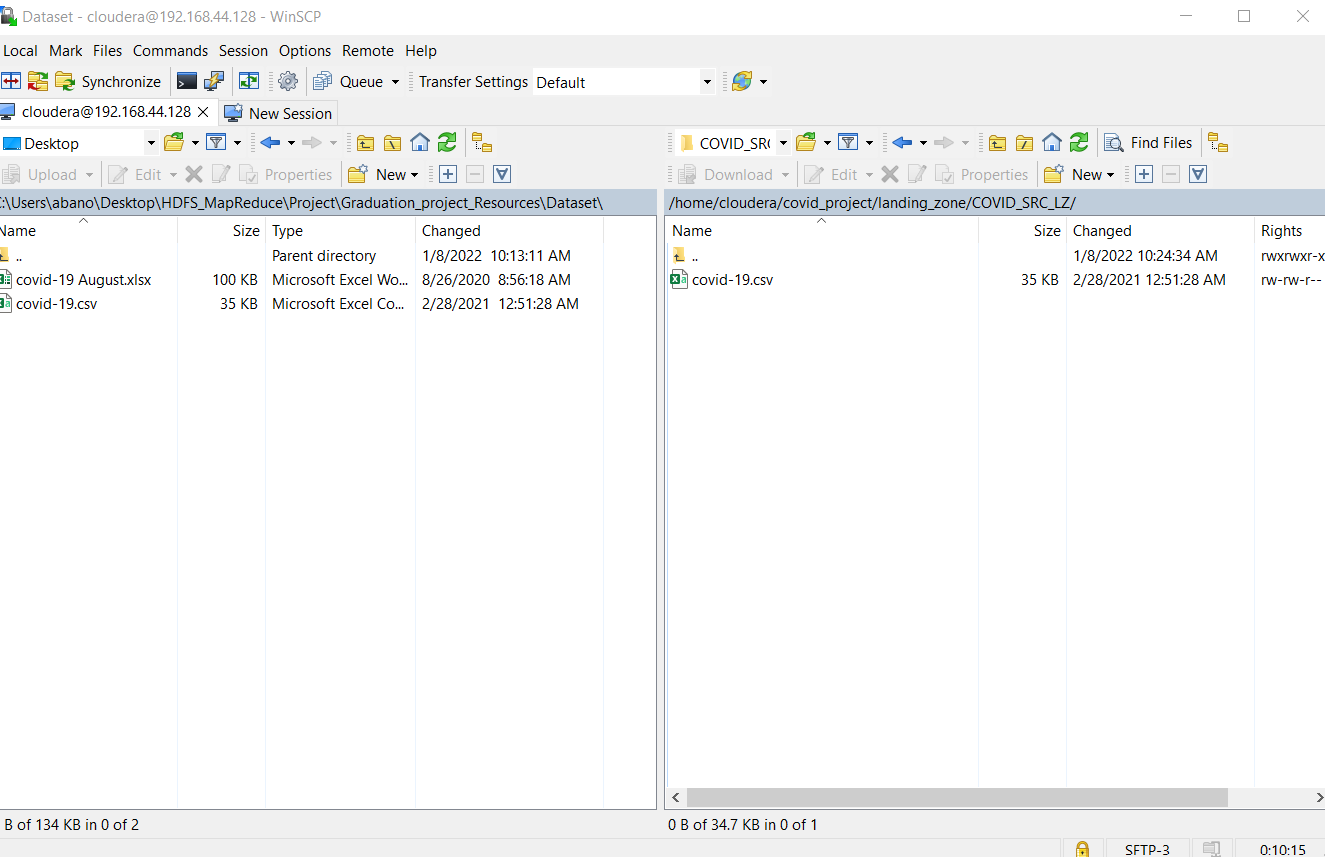 Dataset - cloudera@192.168.44.128 - WinSCP
Local Mark Files Commands Session Options Remote Help
Synchronize Queue Transfer Settings Default
cloudera@192.168.44.128 New Session
Desktop COVID_SR Find Files
Upload Edit Properties New Download Edit Properties New
:\Users\abano\Desktop\HDFS_MapReduce\Project\Graduation_project_Resources\Dataset\ /home/cloudera/covid_project/landing_zone/COVID_SRC_LZ/
Name Size Type Changed Name Size Changed Rights
.. Parent directory 1/8/2022 10:13:11 AM .. 1/8/2022 10:24:34 AM rwxrwxr-x
covid-19 August.xlsx 100 KB Microsoft Excel Wo... 8/26/2020 8:56:18 AM covid-19.csv 35 KB 2/28/2021 12:51:28 AM rw-rw-r--
covid-19.csv 35 KB Microsoft Excel Co... 2/28/2021 12:51:28 AM
B of 134 KB in 0 of 2 0 B of 34.7 KB in 0 of 1
SFTP-3 0:10:15